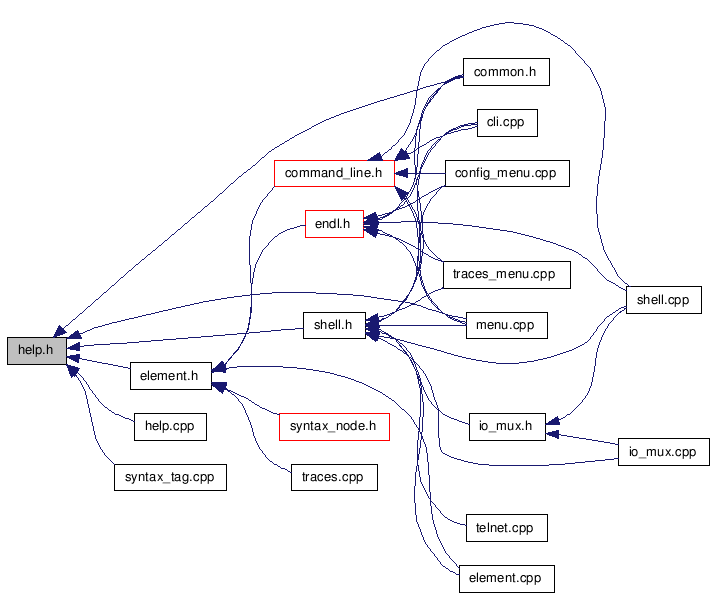 common.h
cli.cpp
command_line.h
config_menu.cpp
endl.h
traces_menu.cpp
shell.cpp
shell.h
menu.cpp
help.h
element.h
help.cpp
syntax_node.h
io_mux.h
io_mux.cpp
syntax_tag.cpp
traces.cpp
telnet.cpp
element.cpp